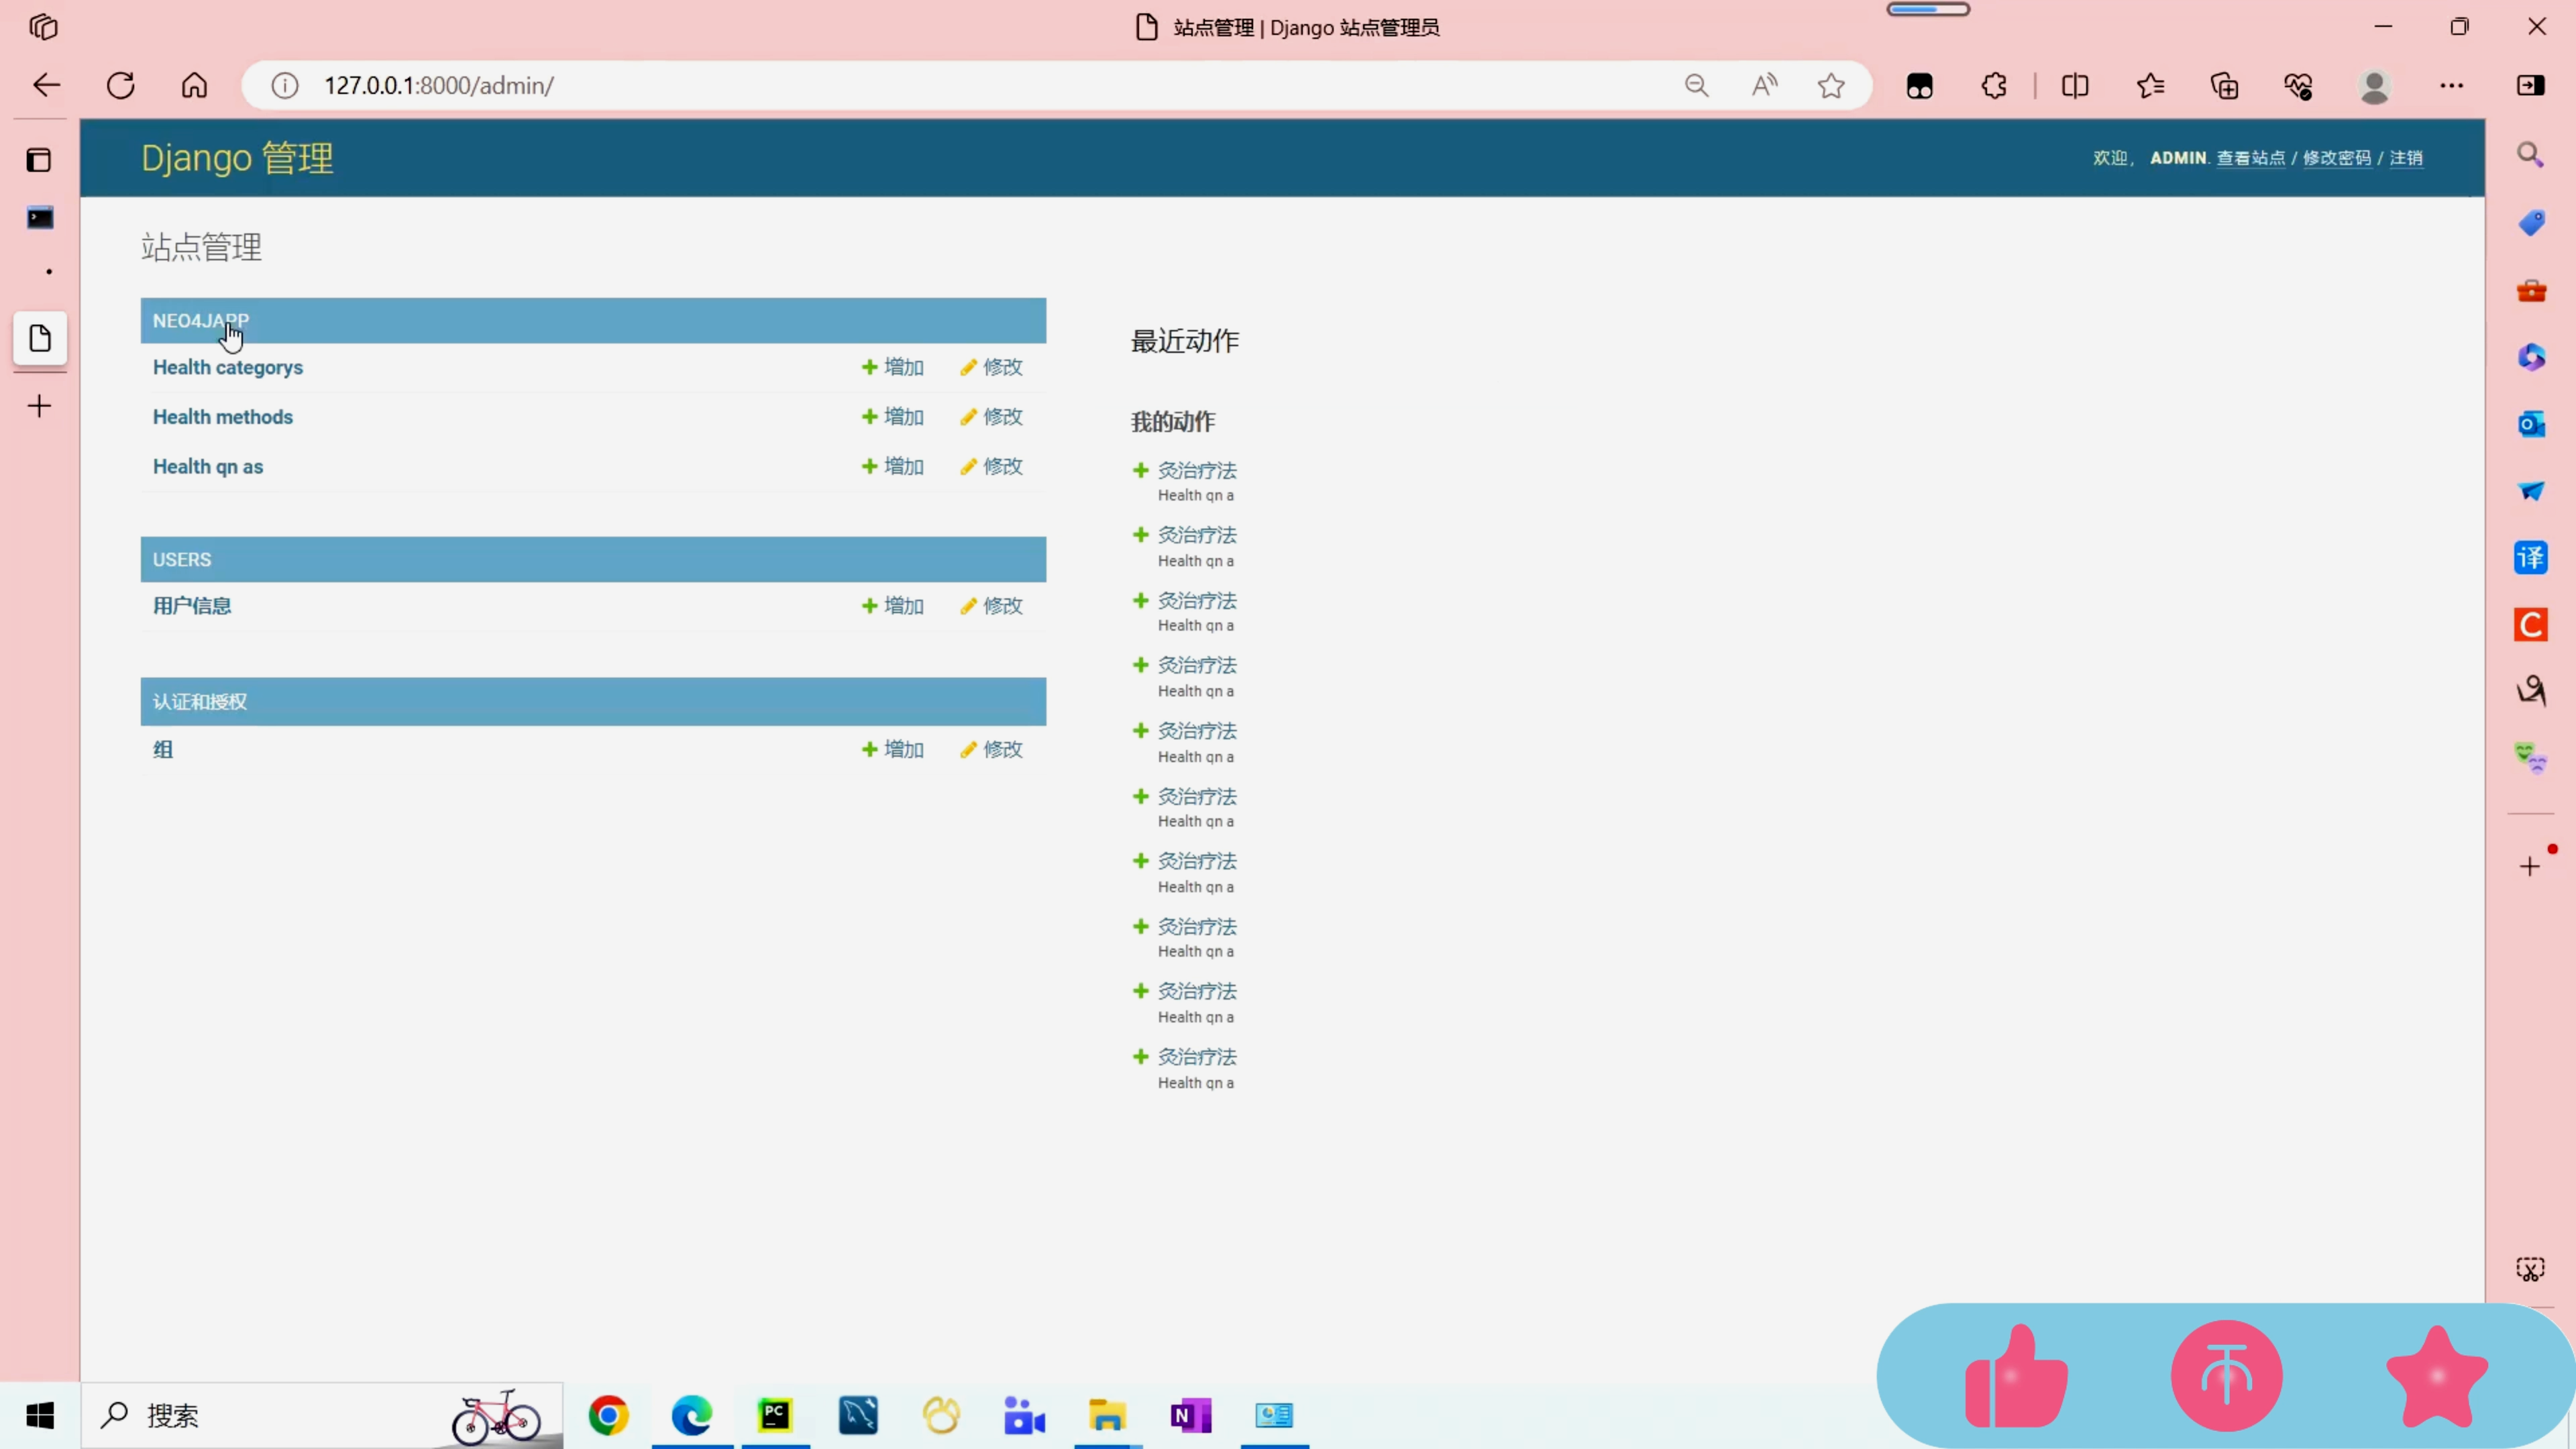 站点管理 | Django 站点管理员
127.0.0.1:8000/admin/
Django 管理
欢迎， ADMIN. 查看站点 / 修改密码 / 注销
站点管理
NEO4JAPP
Health categorys 增加 修改
Health methods 增加 修改
Health qn as 增加 修改
USERS
用户信息 增加 修改
认证和授权
组 增加 修改
最近动作
我的动作
灸治疗法
Health qn a
灸治疗法
Health qn a
灸治疗法
Health qn a
灸治疗法
Health qn a
灸治疗法
Health qn a
灸治疗法
Health qn a
灸治疗法
Health qn a
灸治疗法
Health qn a
灸治疗法
Health qn a
灸治疗法
Health qn a
译
C
搜索
PC
N